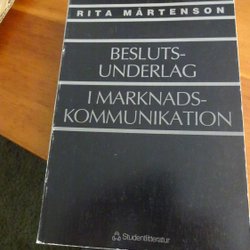 RITA MÅRTENSON
BESLUTS-
UNDERLAG
I MARKNADS-
KOMMUNIKATION
Studentlitteratur